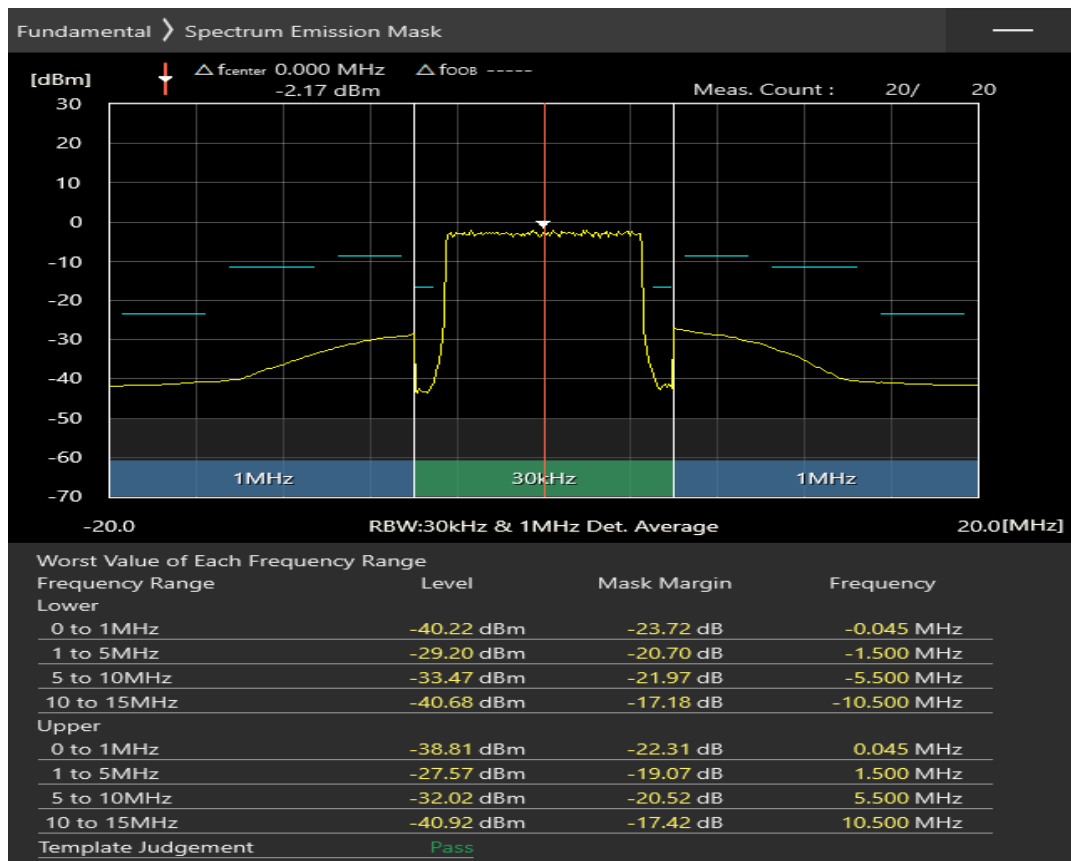 Fundamental ❯ Spectrum Emission Mask
[dBm] △ fcenter 0.000 MHz △ fOOB -----
-2.17 dBm Meas. Count : 20/ 20
30
20
10
0
-10
-20
-30
-40
-50
-60
1MHz 30kHz 1MHz
-70
-20.0 RBW:30kHz & 1MHz Det. Average 20.0[MHz]
Worst Value of Each Frequency Range
Frequency Range Level Mask Margin Frequency
Lower
0 to 1MHz -40.22 dBm -23.72 dB -0.045 MHz
1 to 5MHz -29.20 dBm -20.70 dB -1.500 MHz
5 to 10MHz -33.47 dBm -21.97 dB -5.500 MHz
10 to 15MHz -40.68 dBm -17.18 dB -10.500 MHz
Upper
0 to 1MHz -38.81 dBm -22.31 dB 0.045 MHz
1 to 5MHz -27.57 dBm -19.07 dB 1.500 MHz
5 to 10MHz -32.02 dBm -20.52 dB 5.500 MHz
10 to 15MHz -40.92 dBm -17.42 dB 10.500 MHz
Template Judgement Pass